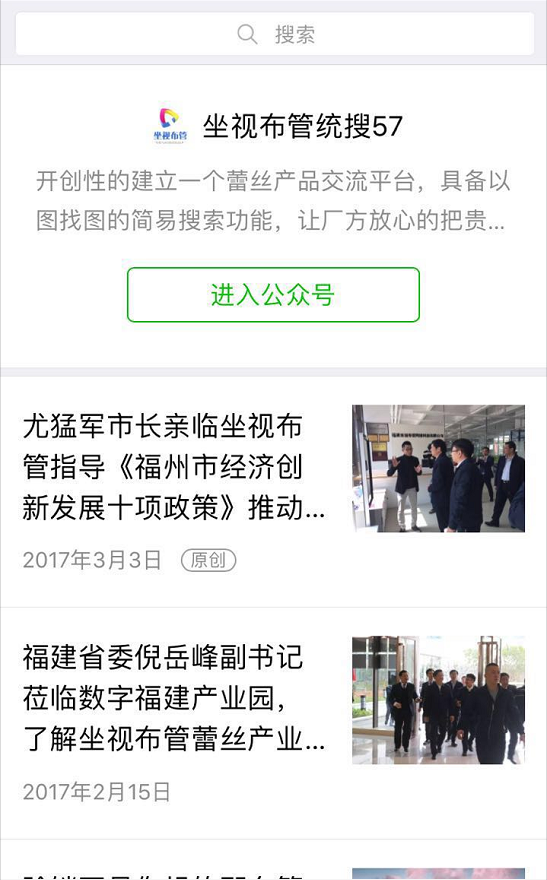 搜索
坐视布管
坐视布管统搜57
开创性的建立一个蕾丝产品交流平台，具备以
图找图的简易搜索功能，让厂方放心的把贵...
进入公众号
尤猛军市长亲临坐视布
管指导《福州市经济创
新发展十项政策》推动...
2017年3月3日 原创
福建省委倪岳峰副书记
莅临数字福建产业园，
了解坐视布管蕾丝产业...
2017年2月15日